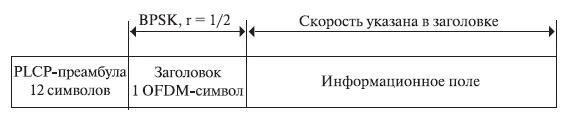 BPSK, r = 1/2
Скорость указана в заголовке
PLCP-преамбула
12 символов
Заголовок
1 OFDM-символ
Информационное поле